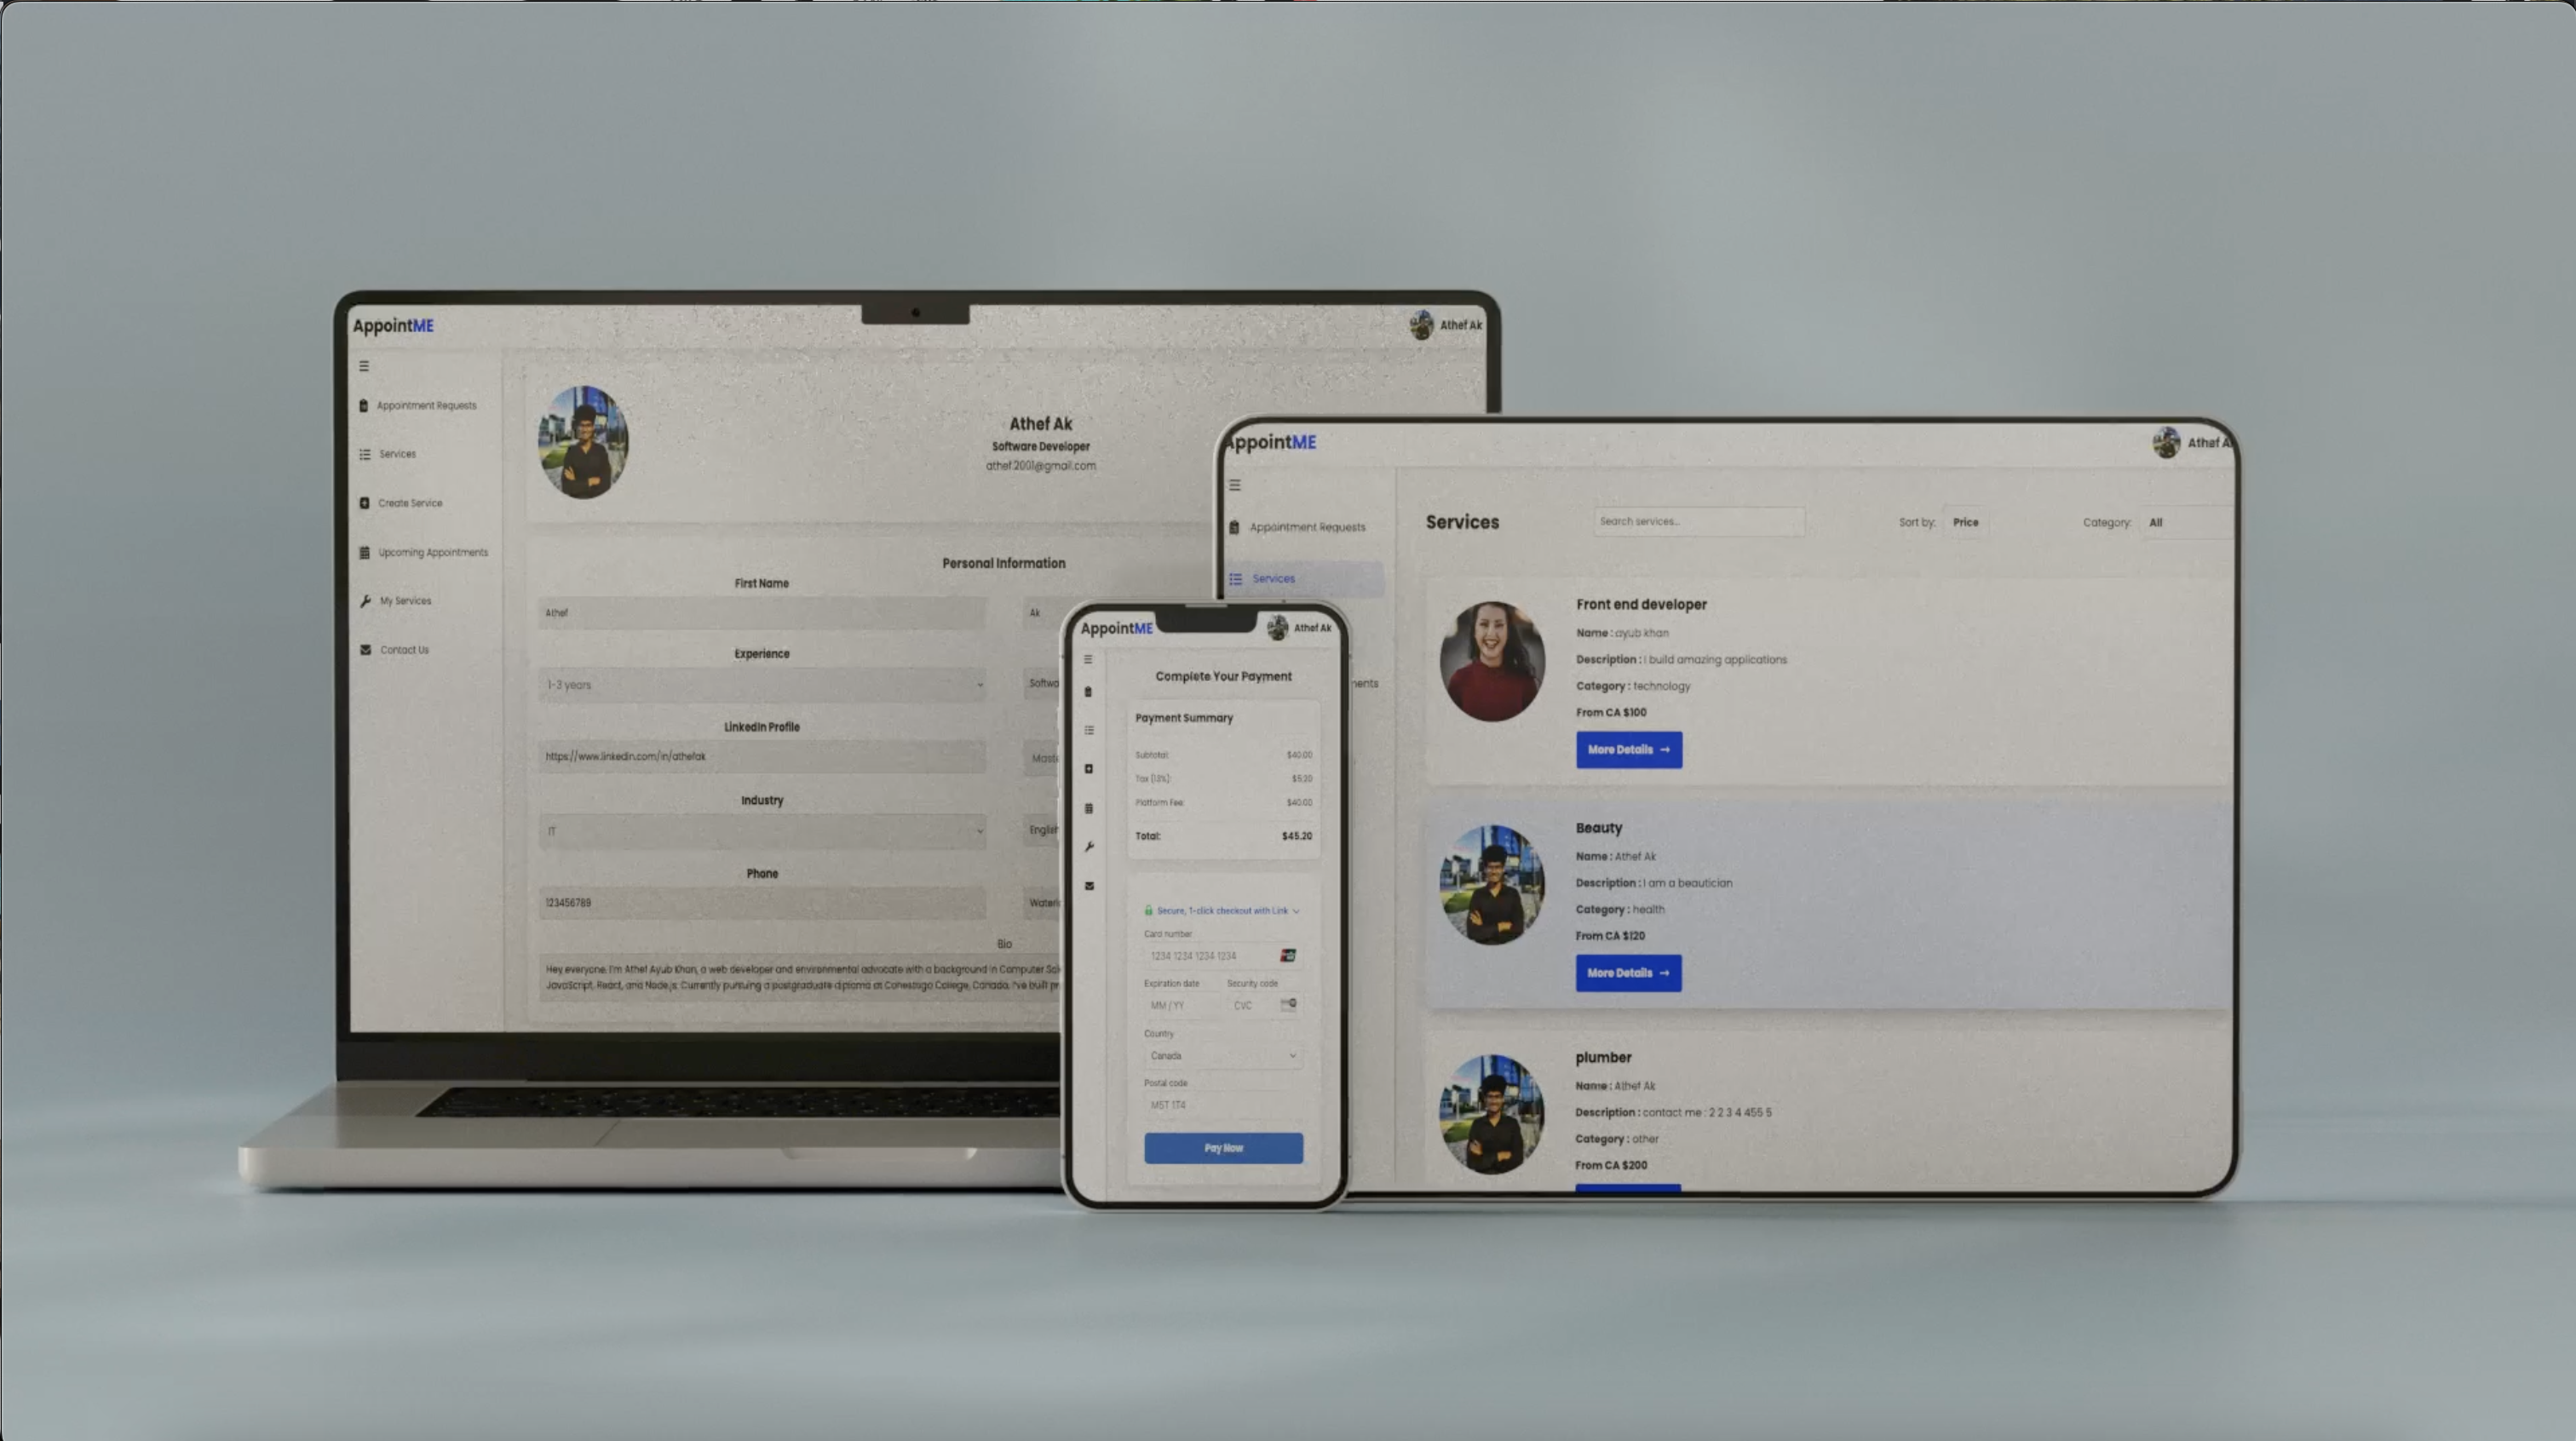 AppointME
Athef Ak
Appointment Requests
Services
Create Service
Upcoming Appointments
My Services
Contact Us
Athef Ak
Software Developer
athef.2001@gmail.com
Personal Information
First Name
Athef
Ak
Experience
1-3 years
Softwa
LinkedIn Profile
https://www.linkedin.com/in/athefak
Maste
Industry
IT
English
Phone
123456789
Waterl
Bio
Hey everyone. I'm Athef Ayub Khan, a web developer and environmental advocate with a background in Computer Sci
JavaScript, React, and Node.js. Currently pursuing a postgraduate diploma at Conestoga College, Canada, I've built pr
AppointME
Athef Ak
Complete Your Payment
Payment Summary
Subtotal: $40.00
Tax (13%): $5.20
Platform Fee: $40.00
Total: $45.20
Secure, 1-click checkout with Link
Card number
1234 1234 1234 1234
Expiration date Security code
MM / YY CVC
Country
Canada
Postal code
M5T 1T4
Pay Now
AppointME
Athef A
Appointment Requests
Services
nents
Services
Search services...
Sort by: Price
Category: All
Front end developer
Name : ayub khan
Description : I build amazing applications
Category : technology
From CA $100
More Details →
Beauty
Name : Athef Ak
Description : I am a beautician
Category : health
From CA $120
More Details →
plumber
Name : Athef Ak
Description : contact me : 2 2 3 4 455 5
Category : other
From CA $200